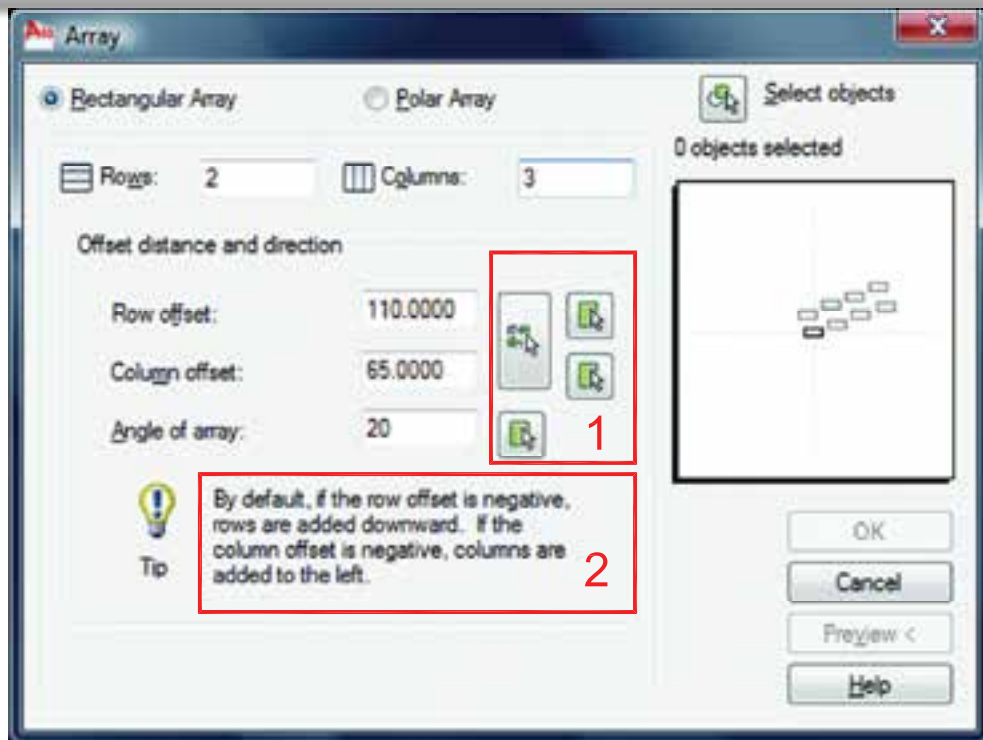 Array
Rectangular Array
Polar Array
Select objects
0 objects selected
Rows: 2
Columns: 3
Offset distance and direction
Row offset: 110.0000
Column offset: 65.0000
Angle of array: 20
1
Tip
By default, if the row offset is negative,
rows are added downward. If the
column offset is negative, columns are
added to the left.
2
OK
Cancel
Preview <
Help